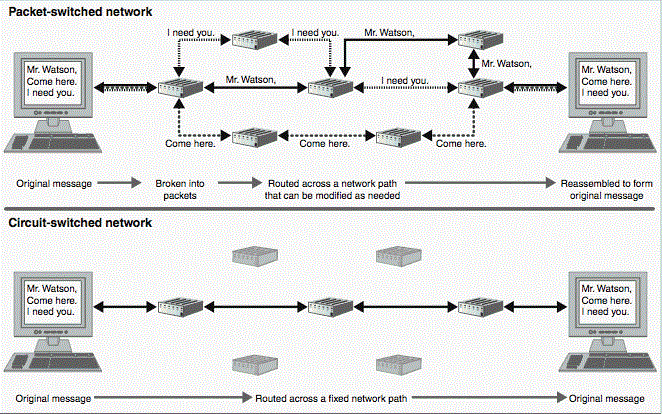 Packet-switched network
I need you.
I need you.
Mr. Watson,
Mr. Watson,
Come here.
I need you.
Mr. Watson,
I need you.
Mr. Watson,
Mr. Watson,
Come here.
I need you.
Come here.
Come here.
Come here.
Original message
Broken into
packets
Routed across a network path
that can be modified as needed
Reassembled to form
original message
Circuit-switched network
Mr. Watson,
Come here.
I need you.
Mr. Watson,
Come here.
I need you.
Original message
Routed across a fixed network path
Original message